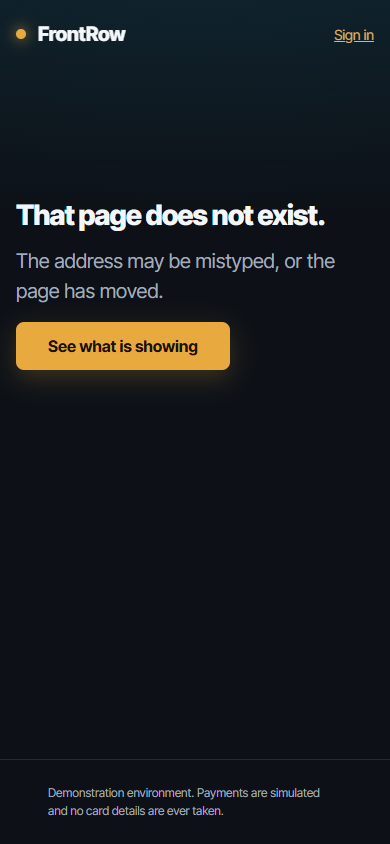 FrontRow
Sign in
That page does not exist.
The address may be mistyped, or the
page has moved.
See what is showing
Demonstration environment. Payments are simulated
and no card details are ever taken.